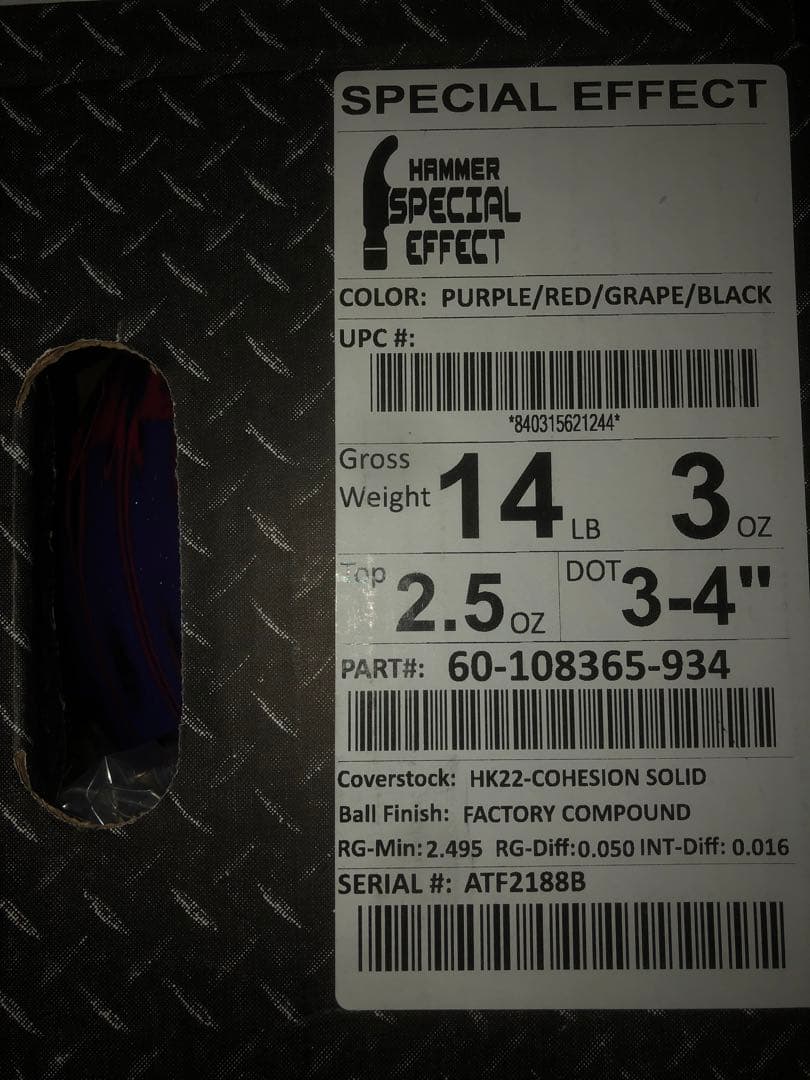 SPECIAL EFFECT
HAMMER
SPECIAL
EFFECT
COLOR: PURPLE/RED/GRAPE/BLACK
UPC #:
*840315621244*
Gross
Weight 14 LB 3 OZ
Top 2.5 OZ DOT 3-4"
PART#: 60-108365-934
Coverstock: HK22-COHESION SOLID
Ball Finish: FACTORY COMPOUND
RG-Min: 2.495 RG-Diff: 0.050 INT-Diff: 0.016
SERIAL #: ATF2188B